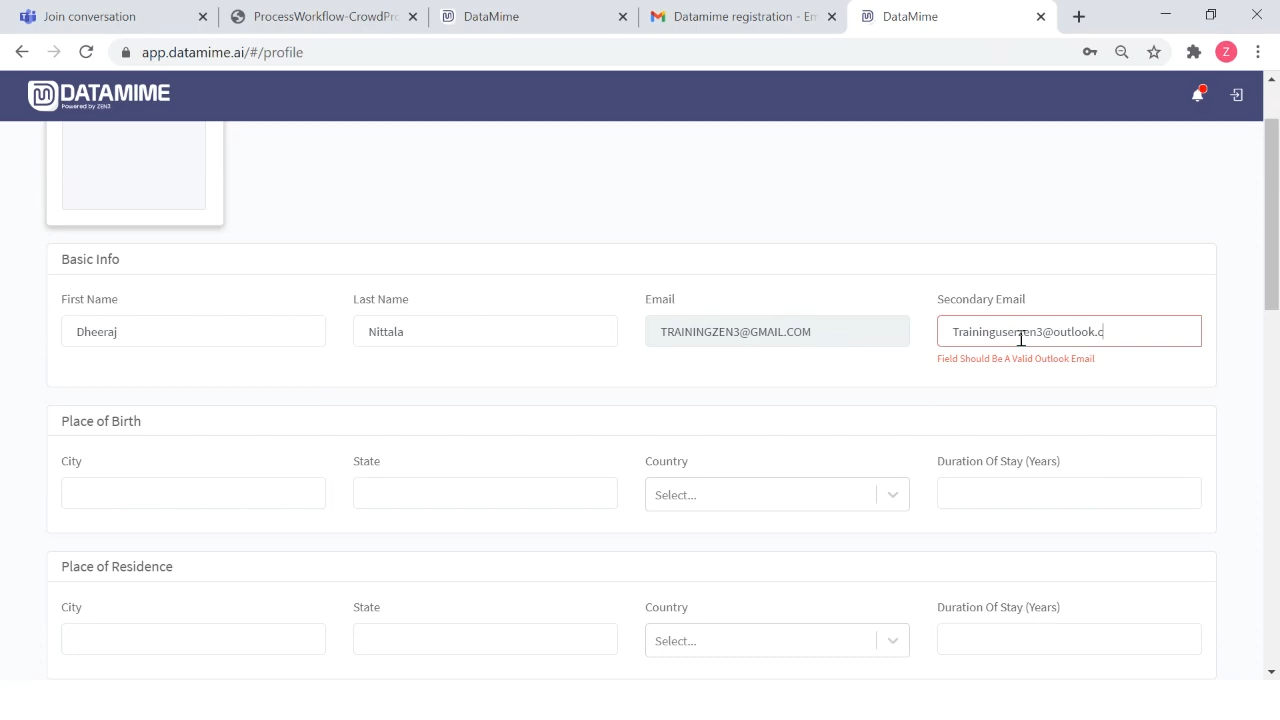 Join conversation
ProcessWorkflow-CrowdPro
DataMime
Datamime registration - Em
DataMime
app.datamime.ai/#/profile
Z
DATAMIME
Powered by ZEN3
Basic Info
First Name
Last Name
Email
Secondary Email
Dheeraj
Nittala
TRAININGZEN3@GMAIL.COM
Traininguserzen3@outlook.c
Field Should Be A Valid Outlook Email
Place of Birth
City
State
Country
Duration Of Stay (Years)
Select...
Place of Residence
City
State
Country
Duration Of Stay (Years)
Select...